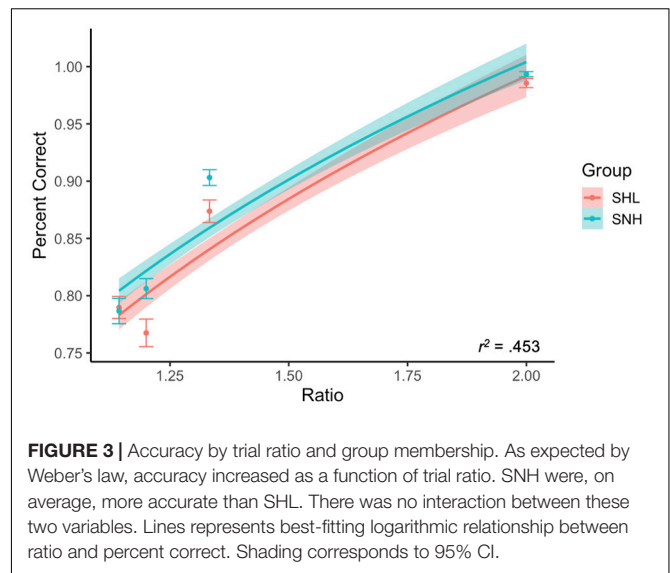 1.00
0.95
0.90
0.85
0.80
0.75
Percent Correct
1.25
1.50
1.75
2.00
Ratio
r² = .453
Group
SHL
SNH
FIGURE 3 | Accuracy by trial ratio and group membership. As expected by
Weber's law, accuracy increased as a function of trial ratio. SNH were, on
average, more accurate than SHL. There was no interaction between these
two variables. Lines represents best-fitting logarithmic relationship between
ratio and percent correct. Shading corresponds to 95% CI.